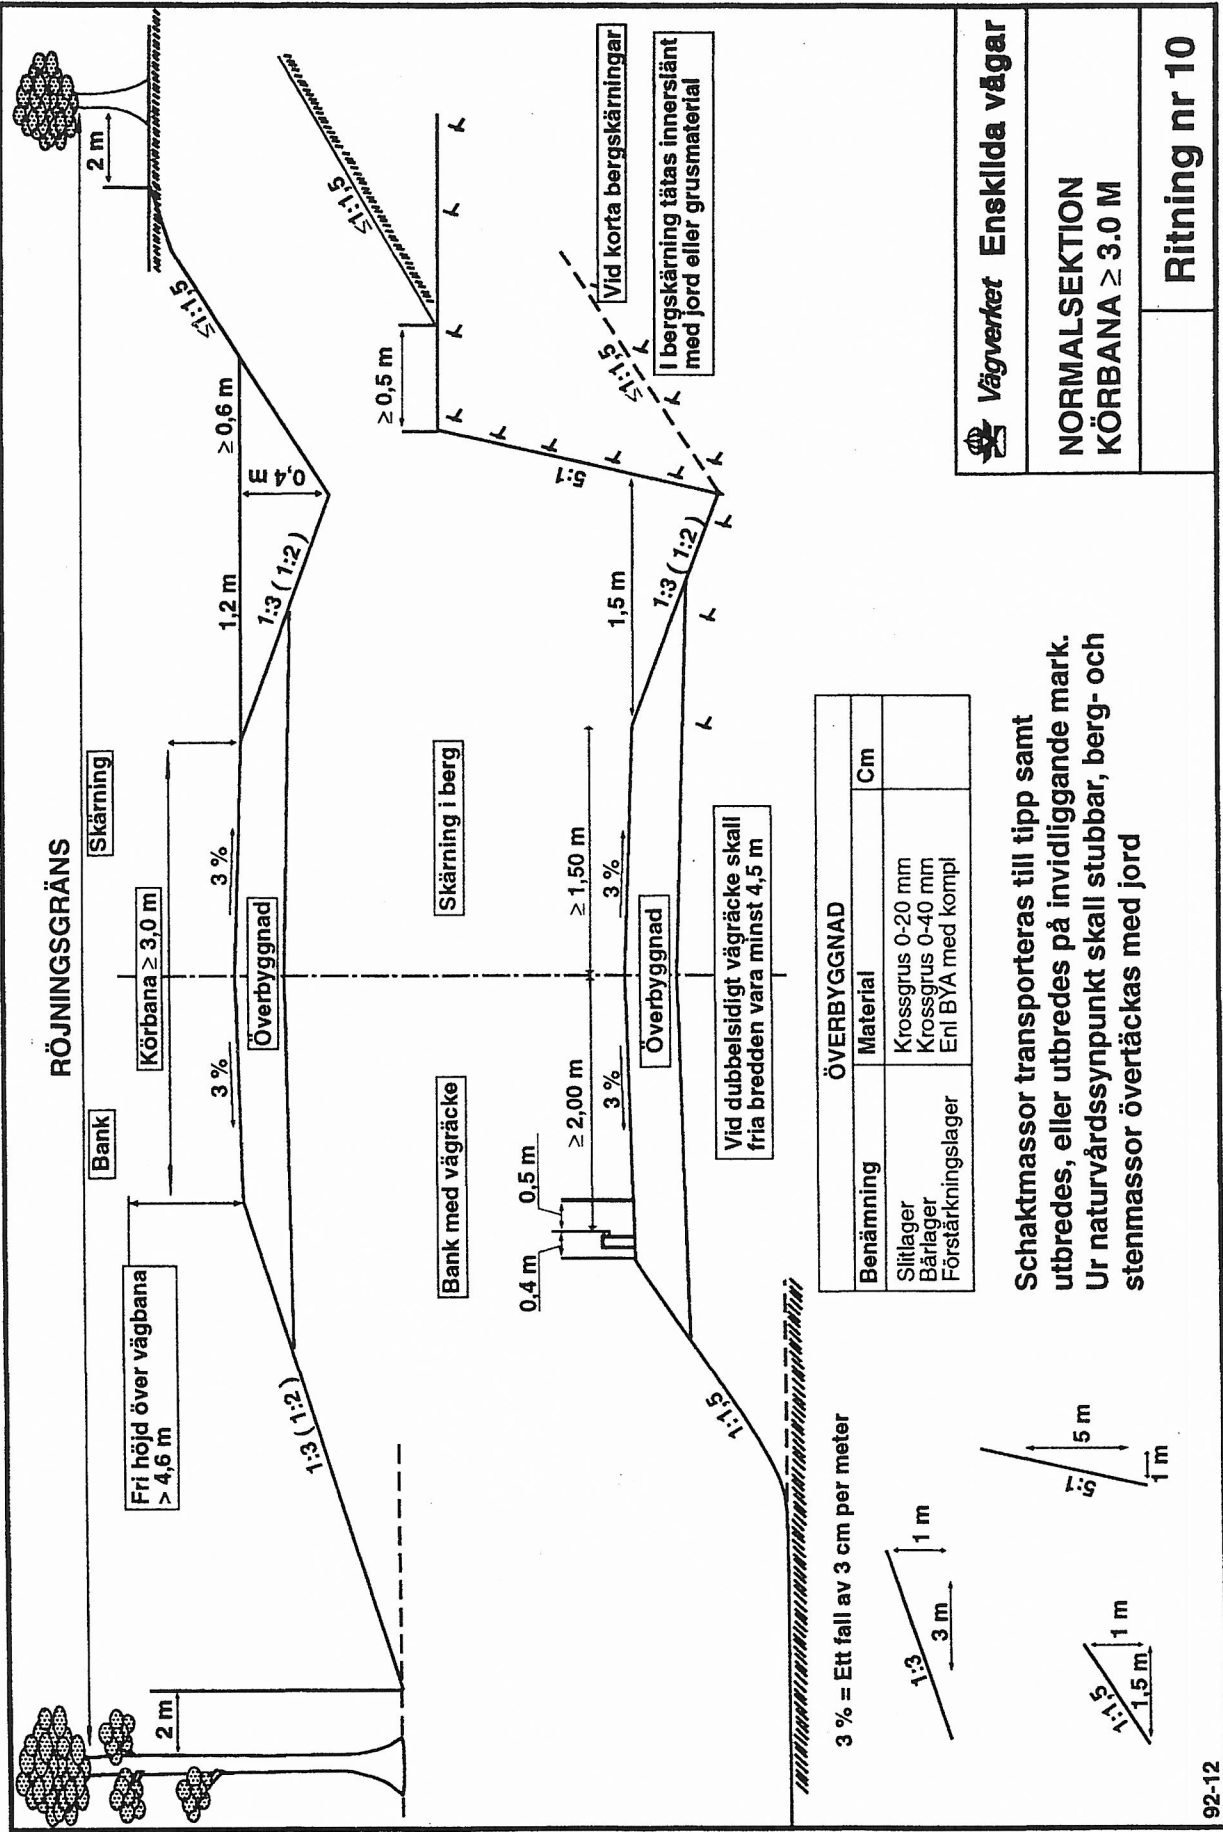 RÖJNINGSGRÄNS
Bank
Skärning
2 m
Fri höjd över vägbana
> 4,6 m
Körbana ≥ 3,0 m
2 m
3 %
3 %
Överbyggnad
1:3 ( 1:2 )
1,2 m
≥ 0,6 m
0,4 m
1:3 ( 1:2 )
≤1:1,5
Bank med vägräcke
Skärning i berg
0,4 m
0,5 m
≥ 2,00 m
≥ 1,50 m
3 %
3 %
Överbyggnad
1:1,5
1,5 m
1:3 ( 1:2 )
5:1
≥ 0,5 m
≤1:1,5
≤1:1,5
Vid korta bergskärningar
I bergskärning tätas innerslänt
med jord eller grusmaterial
Vid dubbelsidigt vägräcke skall
fria bredden vara minst 4,5 m
3 % = Ett fall av 3 cm per meter
1:3
1 m
3 m
1:1,5
1 m
1,5 m
5:1
5 m
1 m
ÖVERBYGGNAD
Benämning Material Cm
Slitlager Krossgrus 0-20 mm
Bärlager Krossgrus 0-40 mm
Förstärkningslager Enl BYA med kompl
Schaktmassor transporteras till tipp samt
utbredes, eller utbredes på invidliggande mark.
Ur naturvårdssynpunkt skall stubbar, berg- och
stenmassor övertäckas med jord
Vägverket Enskilda vägar
NORMALSEKTION
KÖRBANA ≥ 3.0 M
Ritning nr 10
92-12